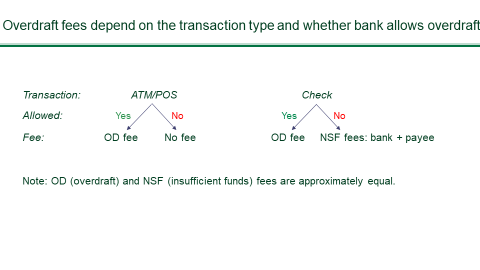 Overdraft fees depend on the transaction type and whether bank allows overdraft
Transaction: ATM/POS Check
Allowed: Yes No Yes No
Fee: OD fee No fee OD fee NSF fees: bank + payee
Note: OD (overdraft) and NSF (insufficient funds) fees are approximately equal.